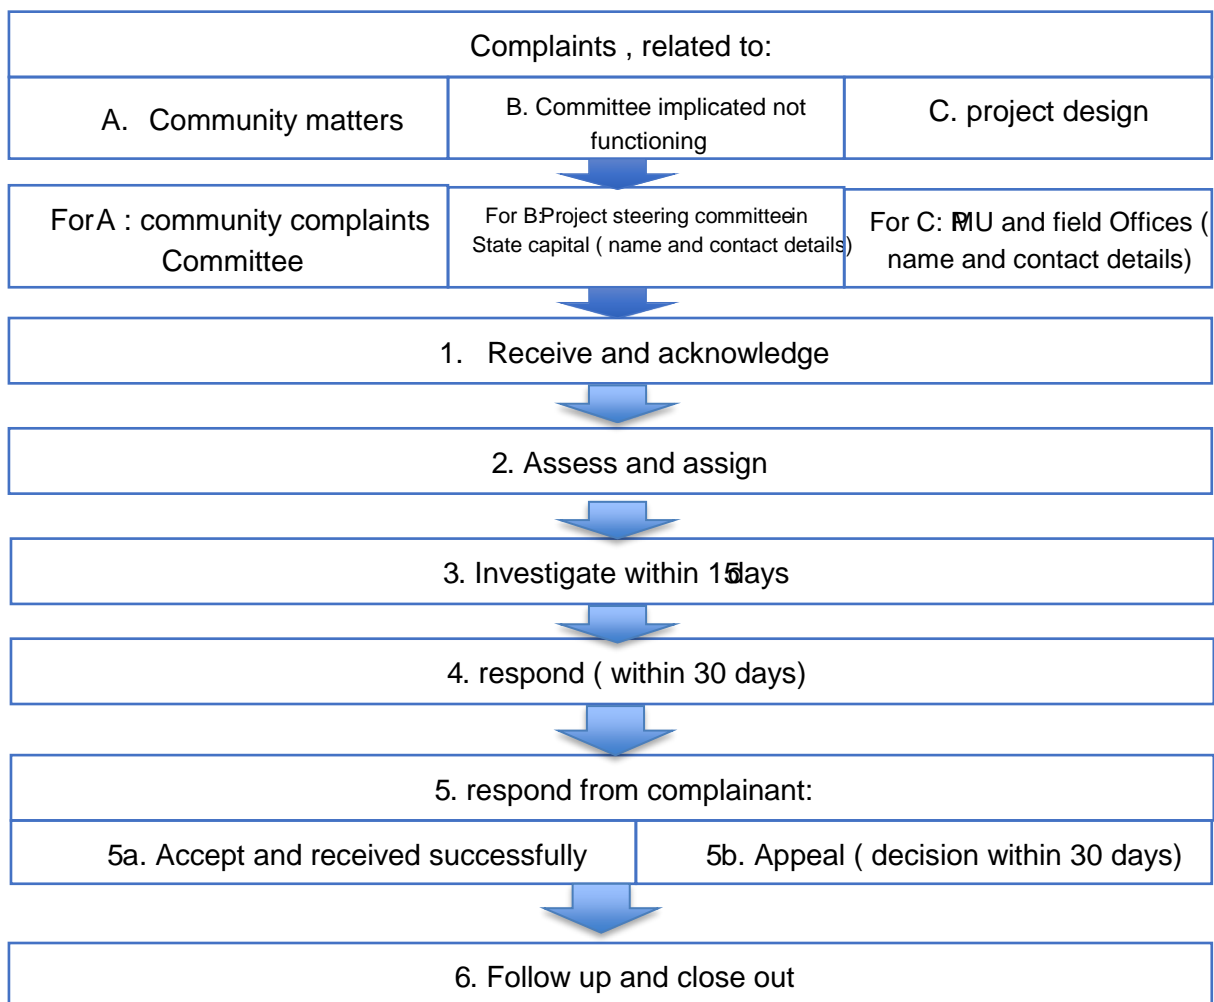 Complaints , related to:
A. Community matters
B. Committee implicated not
functioning
C. project design
For A : community complaints
Committee
For B:Project steering committee in
State capital ( name and contact details)
For C: PMU and field Offices (
name and contact details)
1. Receive and acknowledge
2. Assess and assign
3. Investigate within 15 days
4. respond ( within 30 days)
5. respond from complainant:
5a. Accept and received successfully
5b. Appeal ( decision within 30 days)
6. Follow up and close out